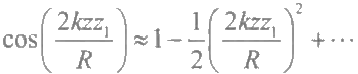 cos(2kzz₁/R) ≈ 1 − 1/2(2kzz₁/R)² + ⋯